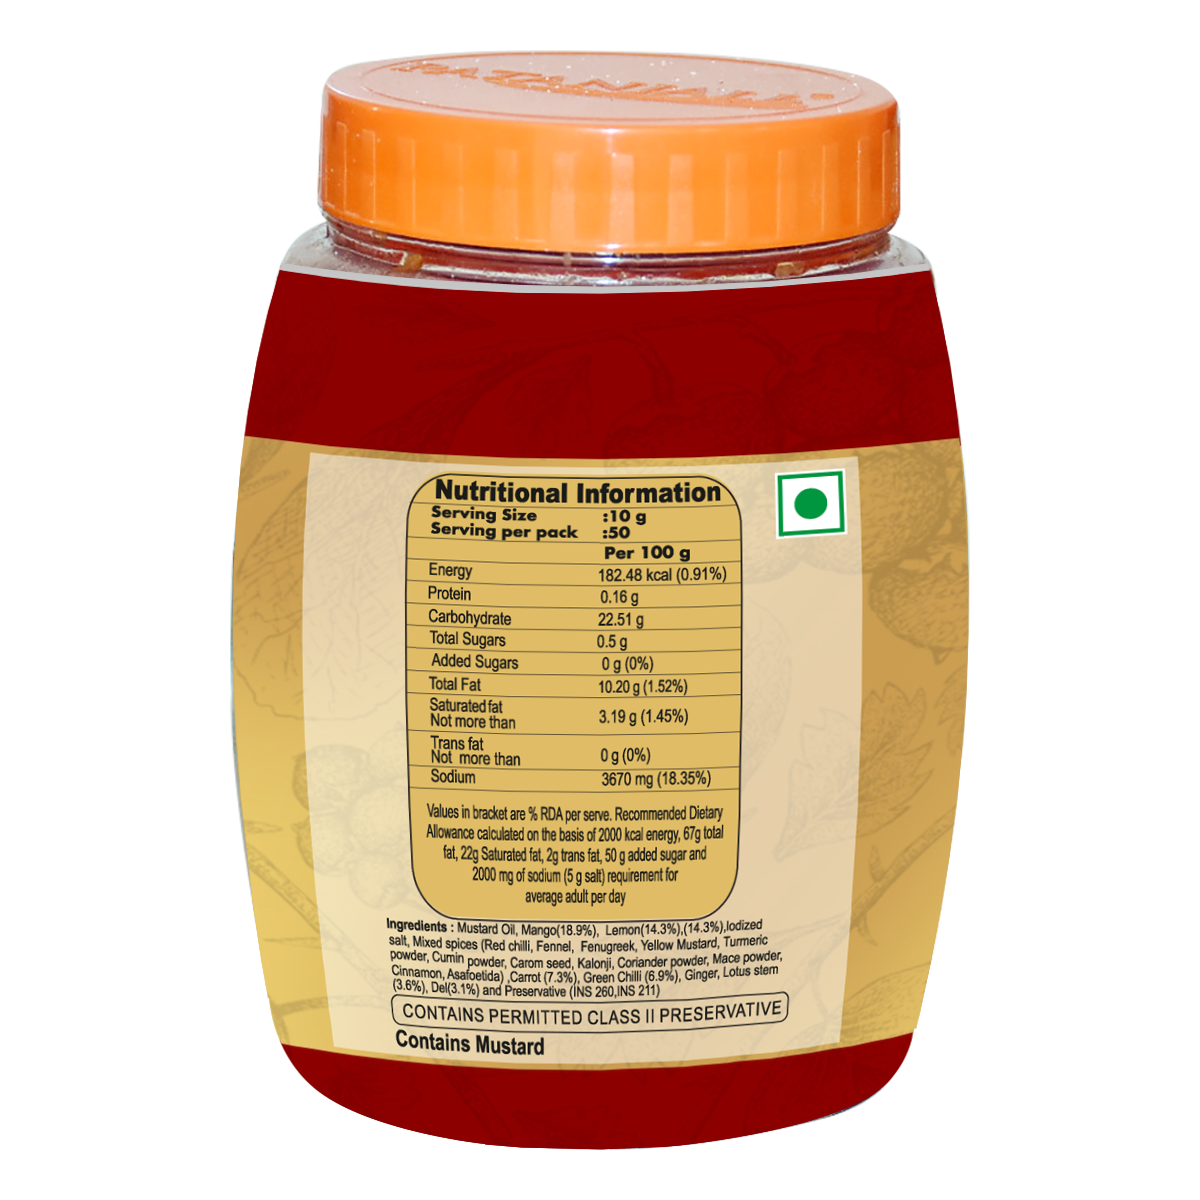 Nutritional Information
Serving Size :10 g
Serving per pack :50
Per 100 g
Energy 182.48 kcal (0.91%)
Protein 0.16 g
Carbohydrate 22.51 g
Total Sugars 0.5 g
Added Sugars 0 g (0%)
Total Fat 10.20 g (1.52%)
Saturated fat
Not more than 3.19 g (1.45%)
Trans fat
Not more than 0 g (0%)
Sodium 3670 mg (18.35%)
Values in bracket are % RDA per serve. Recommended Dietary
Allowance calculated on the basis of 2000 kcal energy, 67g total
fat, 22g Saturated fat, 2g trans fat, 50 g added sugar and
2000 mg of sodium (5 g salt) requirement for
average adult per day
Ingredients : Mustard Oil, Mango(18.9%), Lemon(14.3%),(14.3%),Iodized
salt, Mixed spices (Red chilli, Fennel, Fenugreek, Yellow Mustard, Turmeric
powder, Cumin powder, Carom seed, Kalonji, Coriander powder, Mace powder,
Cinnamon, Asafoetida) ,Carrot (7.3%), Green Chilli (6.9%), Ginger, Lotus stem
(3.6%), Del(3.1%) and Preservative (INS 260,INS 211)
CONTAINS PERMITTED CLASS II PRESERVATIVE
Contains Mustard